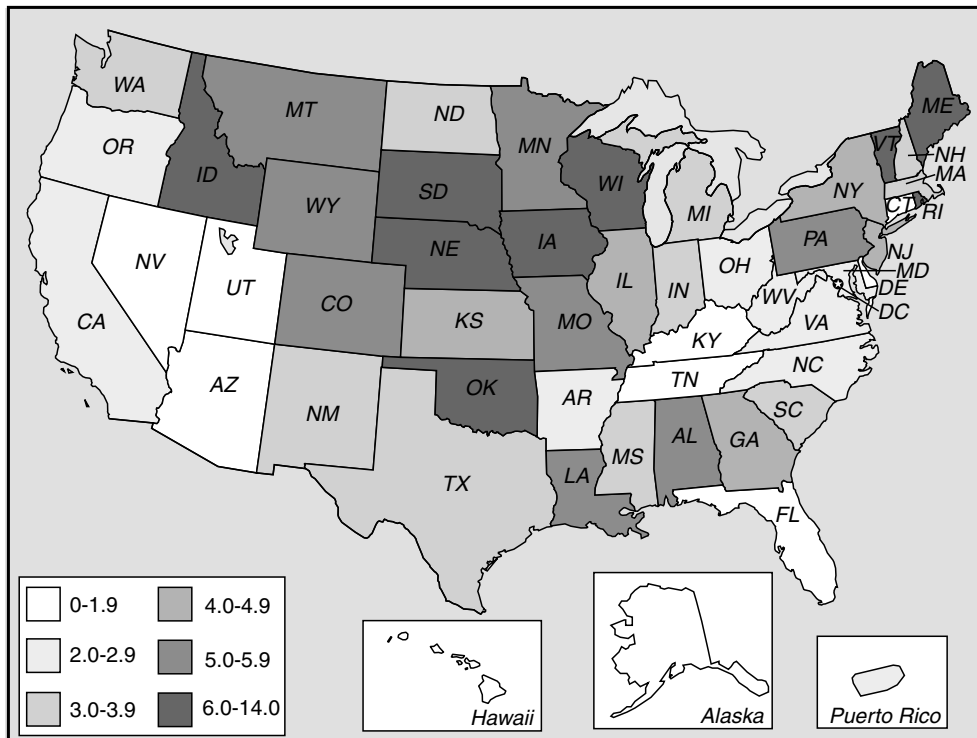 WA
MT
ND
ME
OR
MN
VT
NH
ID
SD
WI
MA
WY
NY
MI
CT
RI
NE
IA
PA
NV
OH
NJ
MD
UT
IL
IN
DE
CO
WV
DC
CA
KS
MO
VA
KY
AZ
OK
TN
NC
NM
AR
SC
MS
AL
GA
TX
LA
FL
0-1.9
4.0-4.9
2.0-2.9
5.0-5.9
3.0-3.9
6.0-14.0
Hawaii
Alaska
Puerto Rico